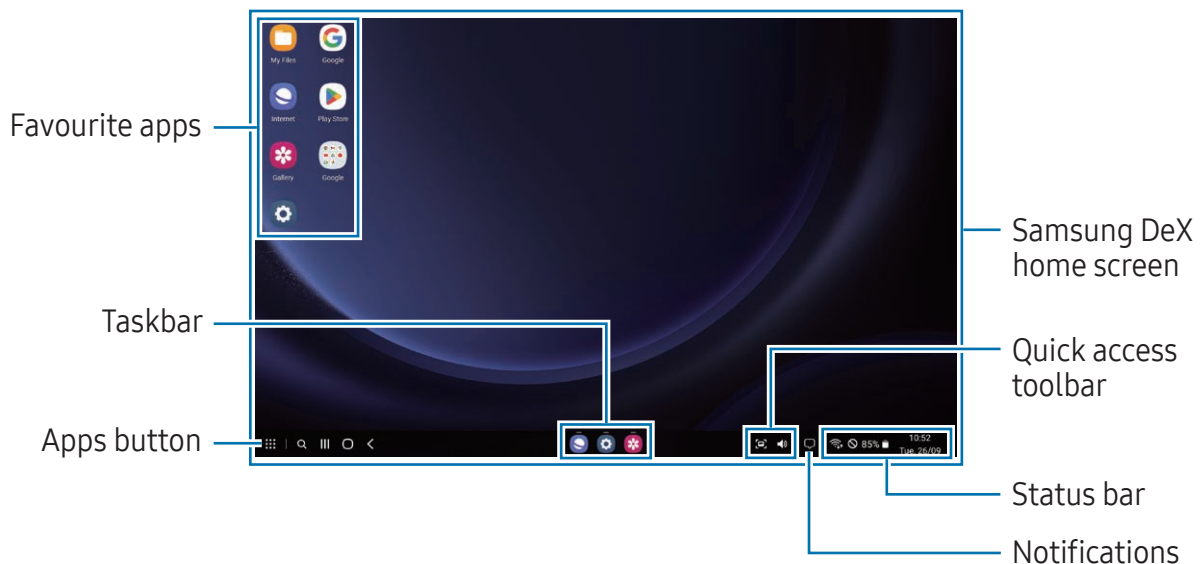 My Files
Google
Internet
Play Store
Gallery
Google
Favourite apps
Samsung DeX
home screen
Taskbar
Quick access
toolbar
Apps button
85%
10:52
Tue, 26/09
Status bar
Notifications